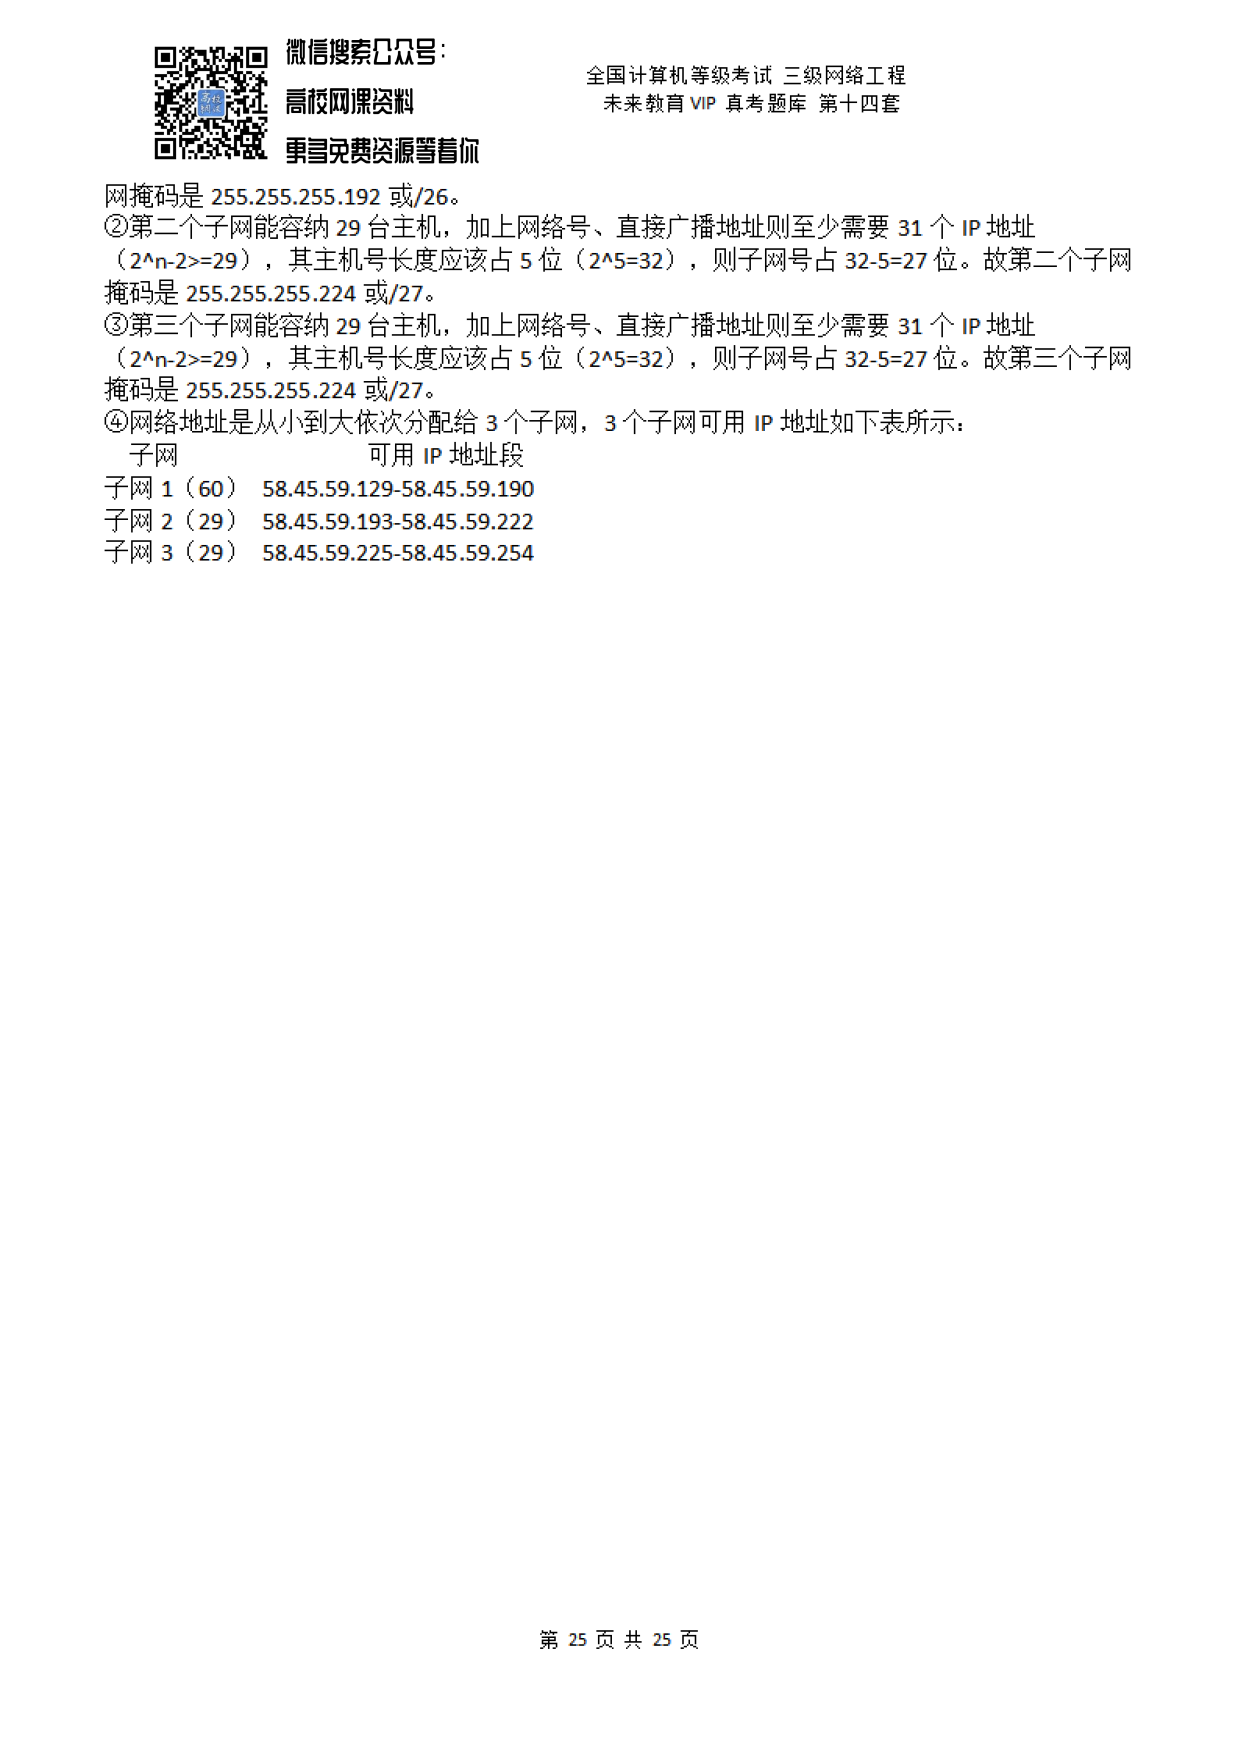 微信搜索公众号：
高校网课资料
更多免费资源等着你
全国计算机等级考试 三级网络工程
未来教育 VIP 真考题库 第十四套
高校
网课
网掩码是 255.255.255.192 或/26。
②第二个子网能容纳 29 台主机，加上网络号、直接广播地址则至少需要 31 个 IP 地址
（2^n-2>=29），其主机号长度应该占 5 位（2^5=32），则子网号占 32-5=27 位。故第二个子网
掩码是 255.255.255.224 或/27。
③第三个子网能容纳 29 台主机，加上网络号、直接广播地址则至少需要 31 个 IP 地址
（2^n-2>=29），其主机号长度应该占 5 位（2^5=32），则子网号占 32-5=27 位。故第三个子网
掩码是 255.255.255.224 或/27。
④网络地址是从小到大依次分配给 3 个子网，3 个子网可用 IP 地址如下表所示：
子网 可用 IP 地址段
子网 1（60） 58.45.59.129-58.45.59.190
子网 2（29） 58.45.59.193-58.45.59.222
子网 3（29） 58.45.59.225-58.45.59.254
第 25 页 共 25 页